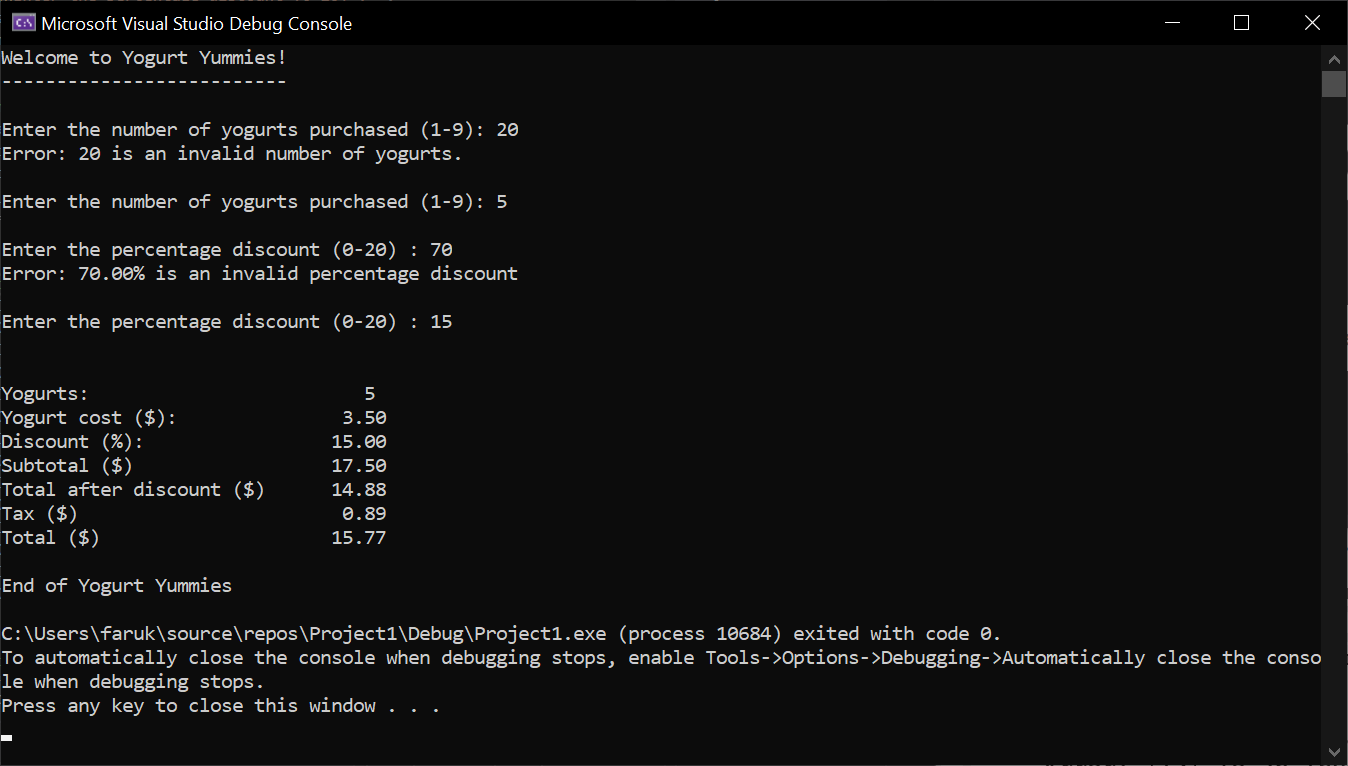 Microsoft Visual Studio Debug Console
Welcome to Yogurt Yummies!
--------------------------
Enter the number of yogurts purchased (1-9): 20
Error: 20 is an invalid number of yogurts.
Enter the number of yogurts purchased (1-9): 5
Enter the percentage discount (0-20) : 70
Error: 70.00% is an invalid percentage discount
Enter the percentage discount (0-20) : 15
Yogurts: 5
Yogurt cost ($): 3.50
Discount (%): 15.00
Subtotal ($) 17.50
Total after discount ($) 14.88
Tax ($) 0.89
Total ($) 15.77
End of Yogurt Yummies
C:\Users\faruk\source\repos\Project1\Debug\Project1.exe (process 10684) exited with code 0.
To automatically close the console when debugging stops, enable Tools->Options->Debugging->Automatically close the conso
le when debugging stops.
Press any key to close this window . . .